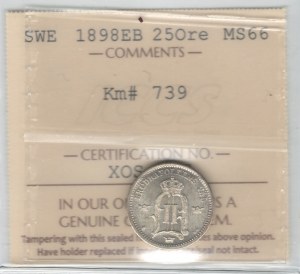 SWE 1898EB 25Ore MS66
COMMENTS
Km# 739
CERTIFICATION NO.
XOS
IN OUR A
GENUINE M.
Tampering with this sealed above opinion.
Have holder replaced if seal not intact.